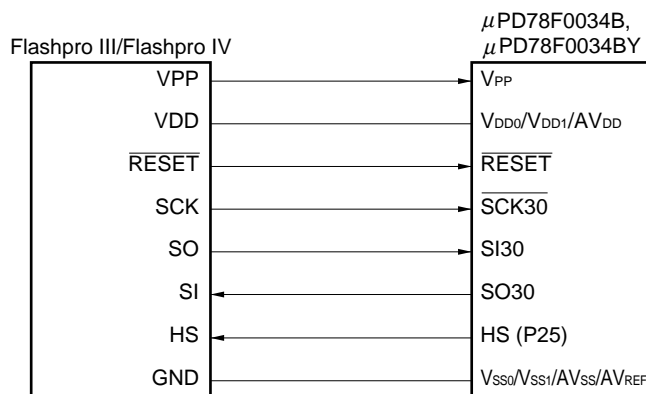 μPD78F0034B,
Flashpro III/Flashpro IV μPD78F0034BY
VPP VPP
VDD VDD0/VDD1/AVDD
RESET RESET
SCK SCK30
SO SI30
SI SO30
HS HS (P25)
GND VSS0/VSS1/AVSS/AVREF